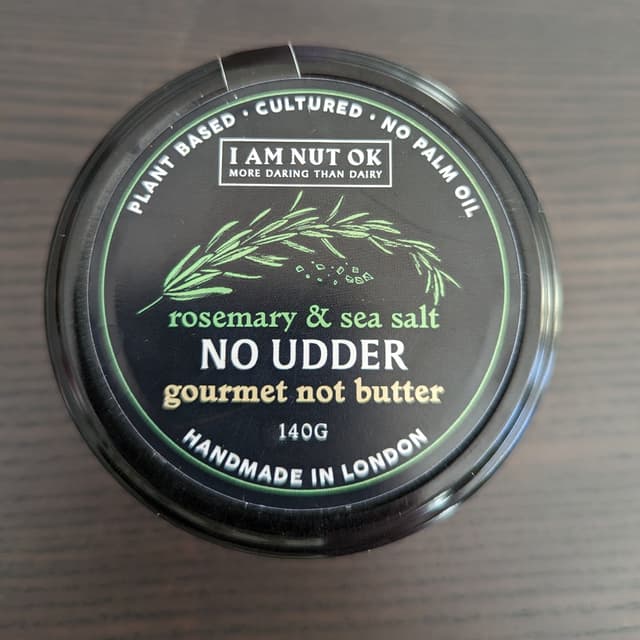 PLANT BASED · CULTURED · NO PALM OIL
I AM NUT OK
MORE DARING THAN DAIRY
rosemary & sea salt
NO UDDER
gourmet not butter
140G
HANDMADE IN LONDON